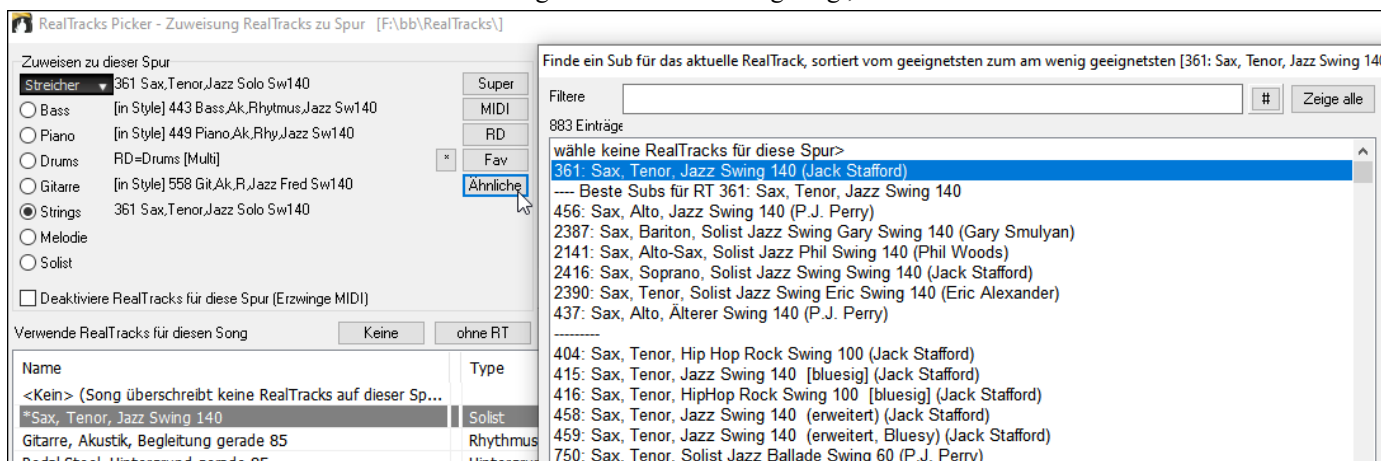 RealTracks Picker - Zuweisung RealTracks zu Spur [F:\bb\RealTracks\]
Zuweisen zu dieser Spur
Streicher 361 Sax,Tenor,Jazz Solo Sw140 Super
Bass [in Style] 443 Bass,Ak,Rhytmus,Jazz Sw140 MIDI
Piano [in Style] 449 Piano,Ak,Rhy,Jazz Sw140 RD
Drums RD=Drums [Multi] * Fav
Gitarre [in Style] 558 Git,Ak,R,Jazz Fred Sw140 Ähnliche
Strings 361 Sax,Tenor,Jazz Solo Sw140
Melodie
Solist
Deaktiviere RealTracks für diese Spur (Erzwinge MIDI)
Verwende RealTracks für diesen Song Keine ohne RT
Name Type
<Kein> (Song überschreibt keine RealTracks auf dieser Sp...
*Sax, Tenor, Jazz Swing 140 Solist
Gitarre, Akustik, Begleitung gerade 85 Rhythmus
Finde ein Sub für das aktuelle RealTrack, sortiert vom geeignetsten zum am wenig geeignetsten [361: Sax, Tenor, Jazz Swing 14
Filtere # Zeige alle
883 Einträge
wähle keine RealTracks für diese Spur>
361: Sax, Tenor, Jazz Swing 140 (Jack Stafford)
---- Beste Subs für RT 361: Sax, Tenor, Jazz Swing 140
456: Sax, Alto, Jazz Swing 140 (P.J. Perry)
2387: Sax, Bariton, Solist Jazz Swing Gary Swing 140 (Gary Smulyan)
2141: Sax, Alto-Sax, Solist Jazz Phil Swing 140 (Phil Woods)
2416: Sax, Soprano, Solist Jazz Swing Swing 140 (Jack Stafford)
2390: Sax, Tenor, Solist Jazz Swing Eric Swing 140 (Eric Alexander)
437: Sax, Alto, Älterer Swing 140 (P.J. Perry)
---------
404: Sax, Tenor, Hip Hop Rock Swing 100 (Jack Stafford)
415: Sax, Tenor, Jazz Swing 140 [bluesig] (Jack Stafford)
416: Sax, Tenor, HipHop Rock Swing 100 [bluesig] (Jack Stafford)
458: Sax, Tenor, Jazz Swing 140 (erweitert) (Jack Stafford)
459: Sax, Tenor, Jazz Swing 140 (erweitert, Bluesy) (Jack Stafford)
750: Sax, Tenor, Solist Jazz Ballade Swing 60 (P.J. Perry)